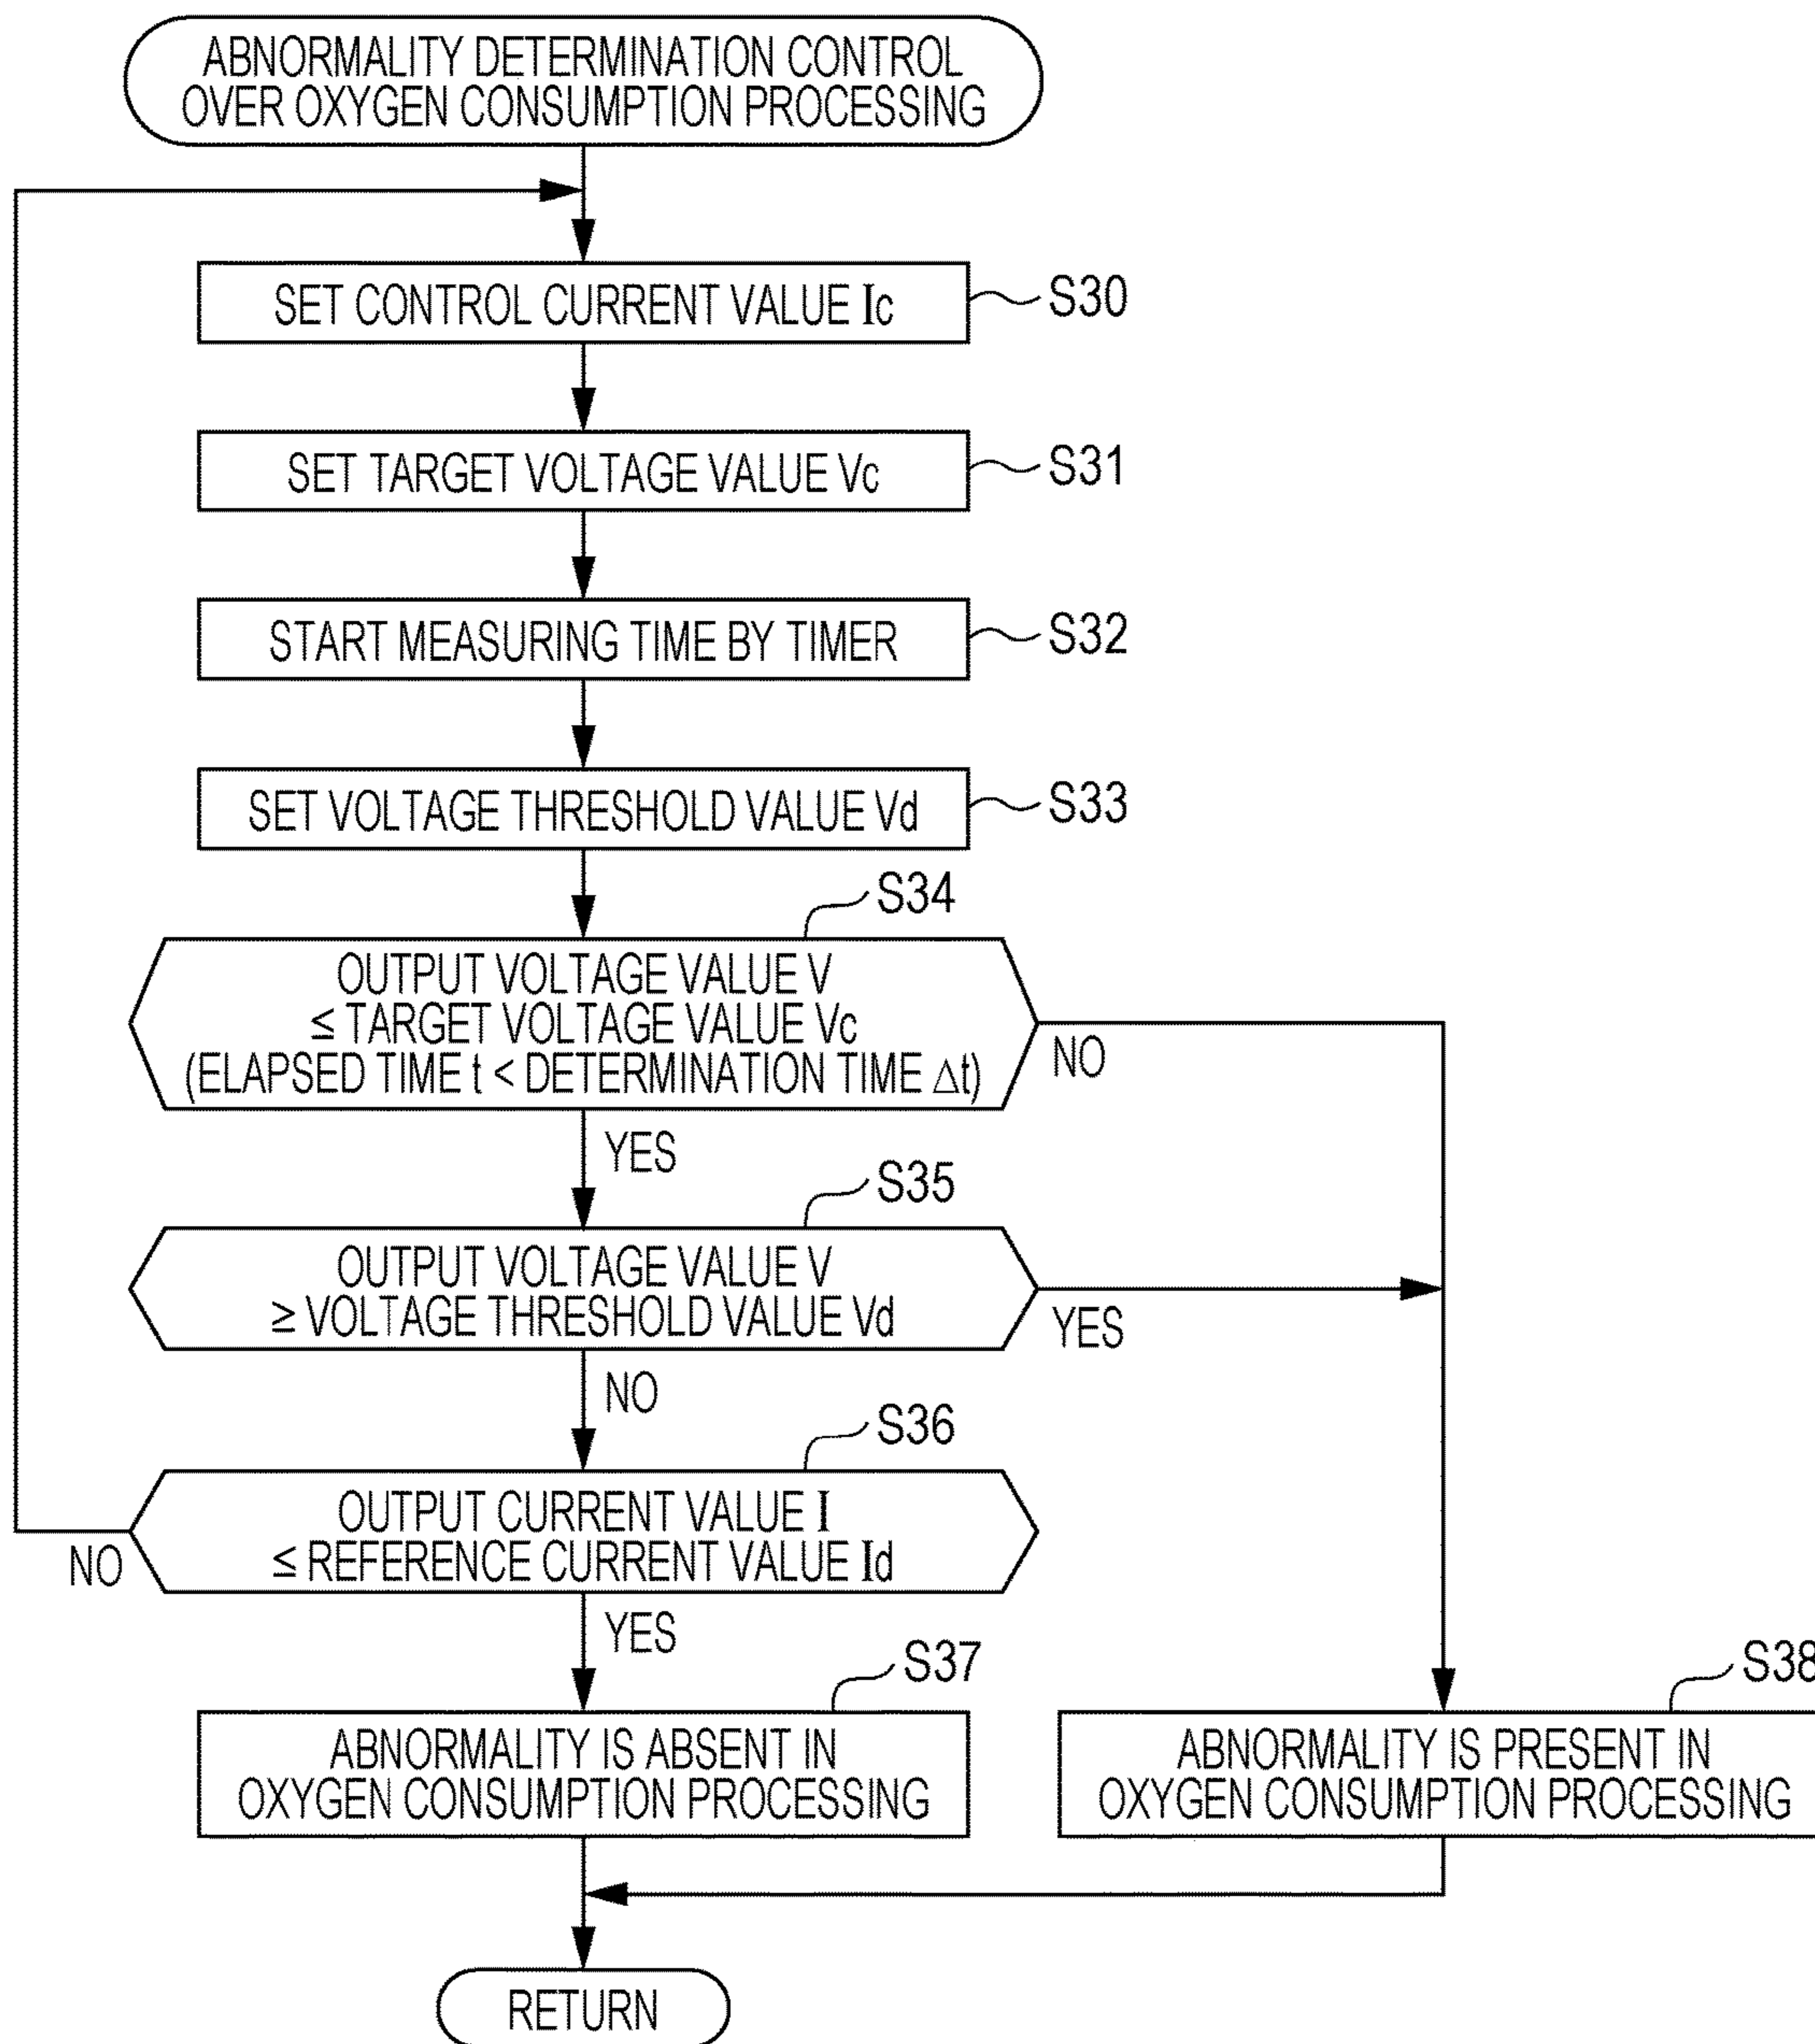 ABNORMALITY DETERMINATION CONTROL
OVER OXYGEN CONSUMPTION PROCESSING
SET CONTROL CURRENT VALUE Ic
S30
SET TARGET VOLTAGE VALUE Vc
S31
START MEASURING TIME BY TIMER
S32
SET VOLTAGE THRESHOLD VALUE Vd
S33
S34
OUTPUT VOLTAGE VALUE V
≤ TARGET VOLTAGE VALUE Vc
(ELAPSED TIME t < DETERMINATION TIME Δt)
NO
YES
S35
OUTPUT VOLTAGE VALUE V
≥ VOLTAGE THRESHOLD VALUE Vd
YES
NO
S36
OUTPUT CURRENT VALUE I
≤ REFERENCE CURRENT VALUE Id
NO
YES
S37
ABNORMALITY IS ABSENT IN
OXYGEN CONSUMPTION PROCESSING
S38
ABNORMALITY IS PRESENT IN
OXYGEN CONSUMPTION PROCESSING
RETURN